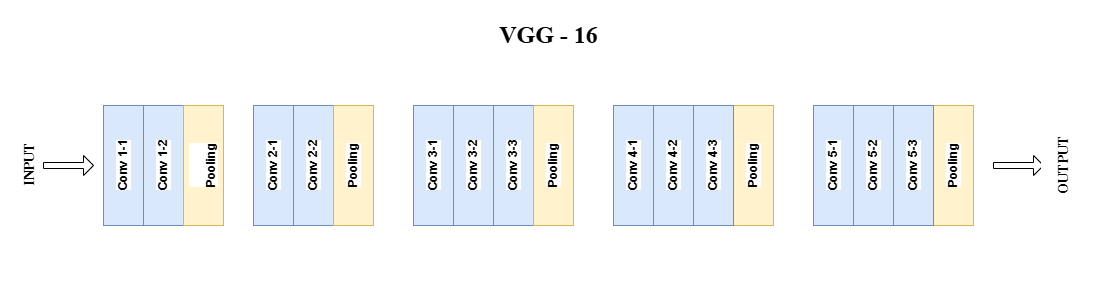 VGG - 16
INPUT
Conv 1-1
Conv 1-2
Pooling
Conv 2-1
Conv 2-2
Pooling
Conv 3-1
Conv 3-2
Conv 3-3
Pooling
Conv 4-1
Conv 4-2
Conv 4-3
Pooling
Conv 5-1
Conv 5-2
Conv 5-3
Pooling
OUTPUT